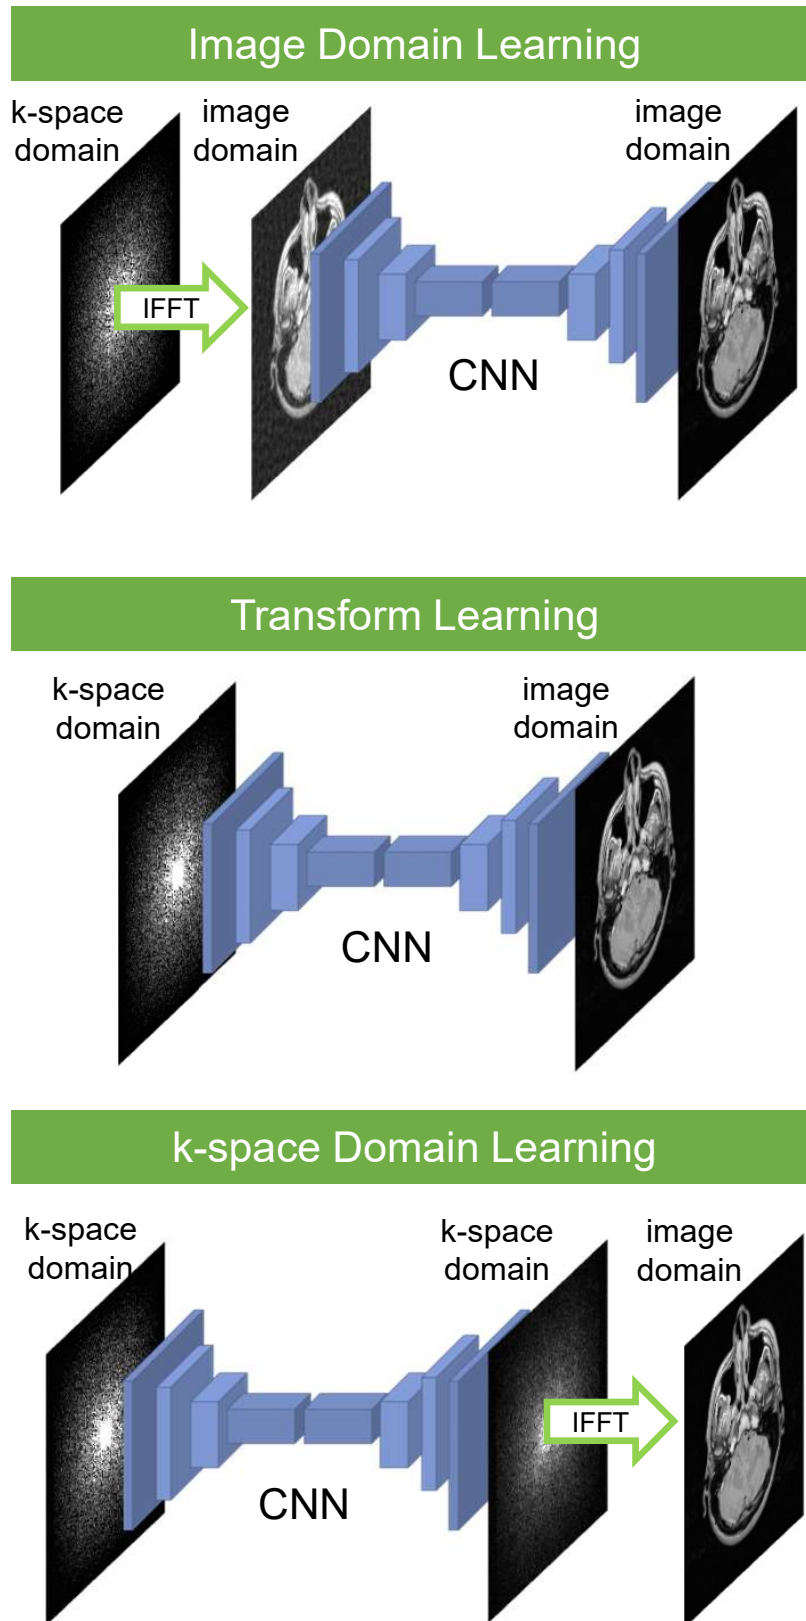 Image Domain Learning
k-space
domain
image
domain
image
domain
IFFT
CNN
Transform Learning
k-space
domain
image
domain
CNN
k-space Domain Learning
k-space
domain
k-space
domain
image
domain
IFFT
CNN